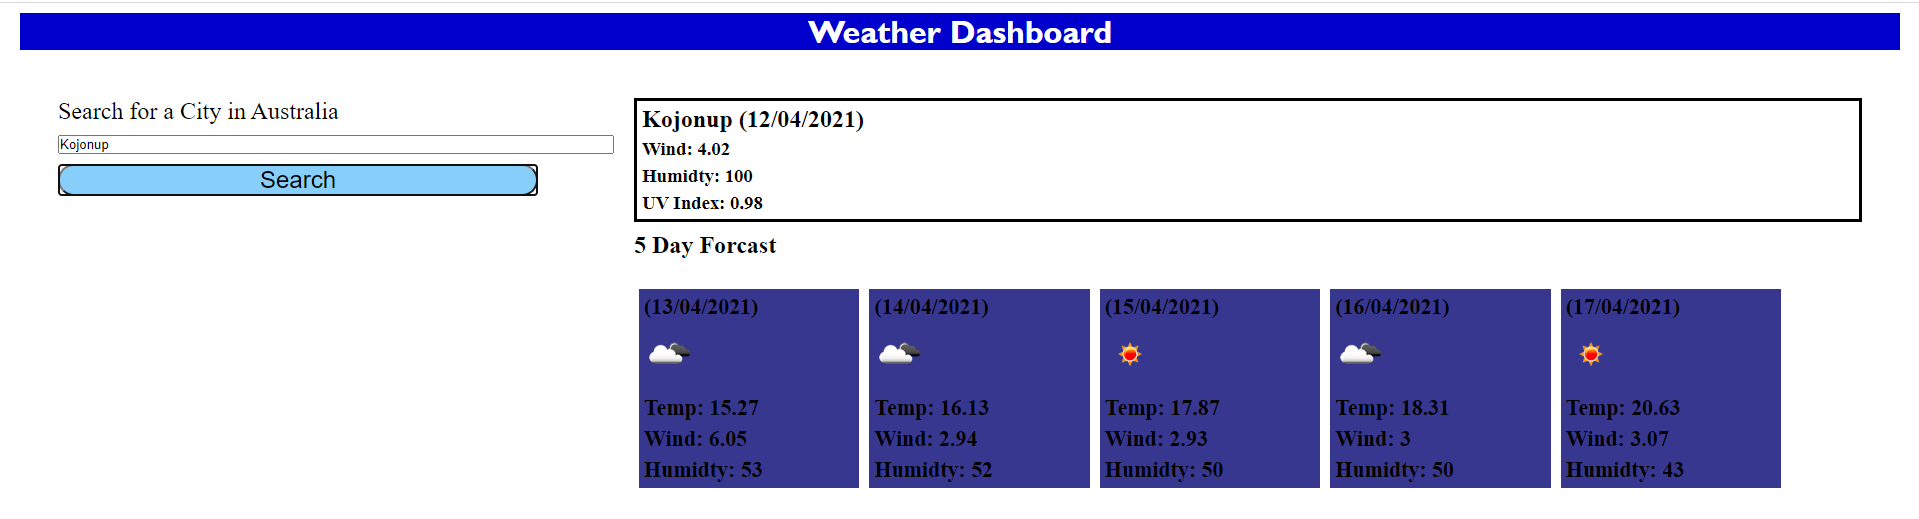 Weather Dashboard
Search for a City in Australia
Kojonup
Search
Kojonup (12/04/2021)
Wind: 4.02
Humidty: 100
UV Index: 0.98
5 Day Forcast
(13/04/2021)
Temp: 15.27
Wind: 6.05
Humidty: 53
(14/04/2021)
Temp: 16.13
Wind: 2.94
Humidty: 52
(15/04/2021)
Temp: 17.87
Wind: 2.93
Humidty: 50
(16/04/2021)
Temp: 18.31
Wind: 3
Humidty: 50
(17/04/2021)
Temp: 20.63
Wind: 3.07
Humidty: 43